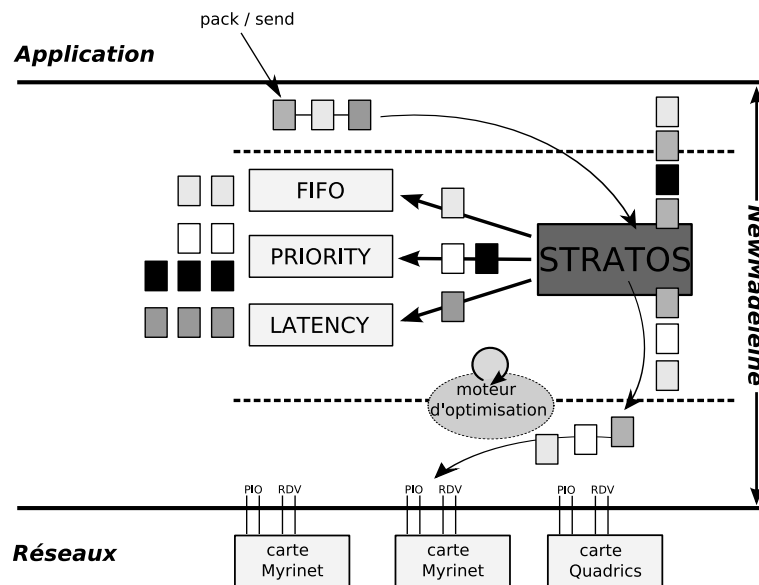 pack / send
Application
FIFO
PRIORITY
LATENCY
STRATOS
NewMadeleine
moteur
d'optimisation
PIO RDV
PIO RDV
PIO RDV
Réseaux
carte
Myrinet
carte
Myrinet
carte
Quadrics